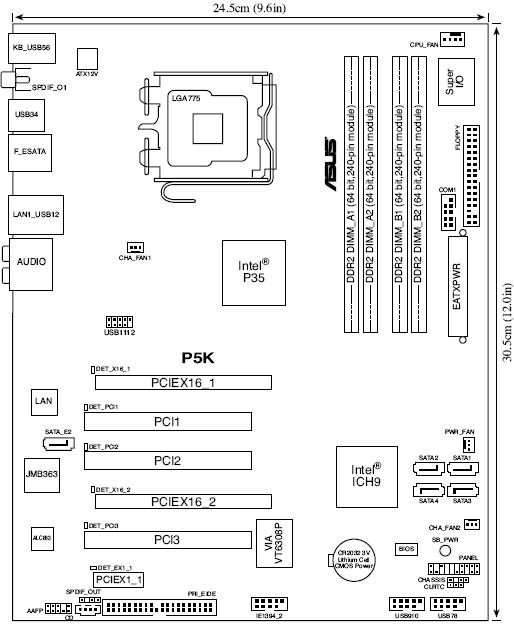 24.5cm (9.6in)
KB_USB56
ATX12V
CPU_FAN
SPDIF_O1
LGA775
Super
I/O
USB34
FLOPPY
F_ESATA
ASUS
DDR2 DIMM_A1 (64 bit,240-pin module)
DDR2 DIMM_A2 (64 bit,240-pin module)
DDR2 DIMM_B1 (64 bit,240-pin module)
DDR2 DIMM_B2 (64 bit,240-pin module)
COM1
LAN1_USB12
AUDIO
CHA_FAN1
Intel®
P35
EATXPWR
30.5cm (12.0in)
USB1112
P5K
DET_X16_1
PCIEX16_1
LAN
DET_PCI1
PCI1
SATA_E2
PWR_FAN
DET_PCI2
PCI2
SATA2
SATA1
JMB363
Intel®
ICH9
DET_X16_2
PCIEX16_2
SATA4
SATA3
DET_PCI3
PCI3
VIA
VT6308P
CHA_FAN2
ALC883
CR2032 3V
Lithium Cell
CMOS Power
BIOS
SB_PWR
DET_EX1_1
PCIEX1_1
PANEL
CHASSIS
CLRTC
SPDIF_OUT
PRI_EIDE
AAFP
CD
IE1394_2
USB910
USB78